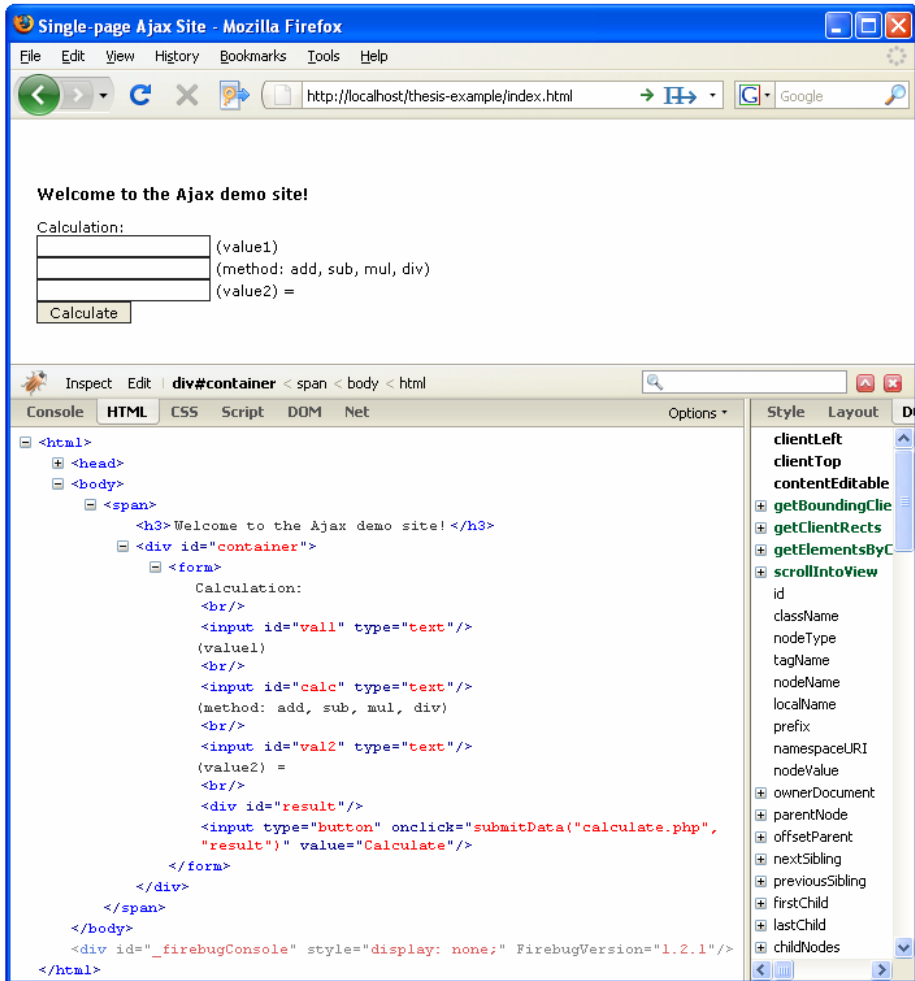 Single-page Ajax Site - Mozilla Firefox
File Edit View History Bookmarks Tools Help
http://localhost/thesis-example/index.html
G Google
Welcome to the Ajax demo site!
Calculation:
(value1)
(method: add, sub, mul, div)
(value2) =
Calculate
Inspect Edit div#container < span < body < html
Console HTML CSS Script DOM Net Options
<html>
<head>
<body>
<span>
<h3>Welcome to the Ajax demo site!</h3>
<div id="container">
<form>
Calculation:
<br/>
<input id="val1" type="text"/>
(value1)
<br/>
<input id="calc" type="text"/>
(method: add, sub, mul, div)
<br/>
<input id="val2" type="text"/>
(value2) =
<br/>
<div id="result"/>
<input type="button" onclick="submitData("calculate.php",
"result")" value="Calculate"/>
</form>
</div>
</span>
</body>
<div id="_firebugConsole" style="display: none;" FirebugVersion="1.2.1"/>
</html>
Style Layout D
clientLeft
clientTop
contentEditable
getBoundingClie
getClientRects
getElementsByC
scrollIntoView
id
className
nodeType
tagName
nodeName
localName
prefix
namespaceURI
nodeValue
ownerDocument
parentNode
offsetParent
nextSibling
previousSibling
firstChild
lastChild
childNodes